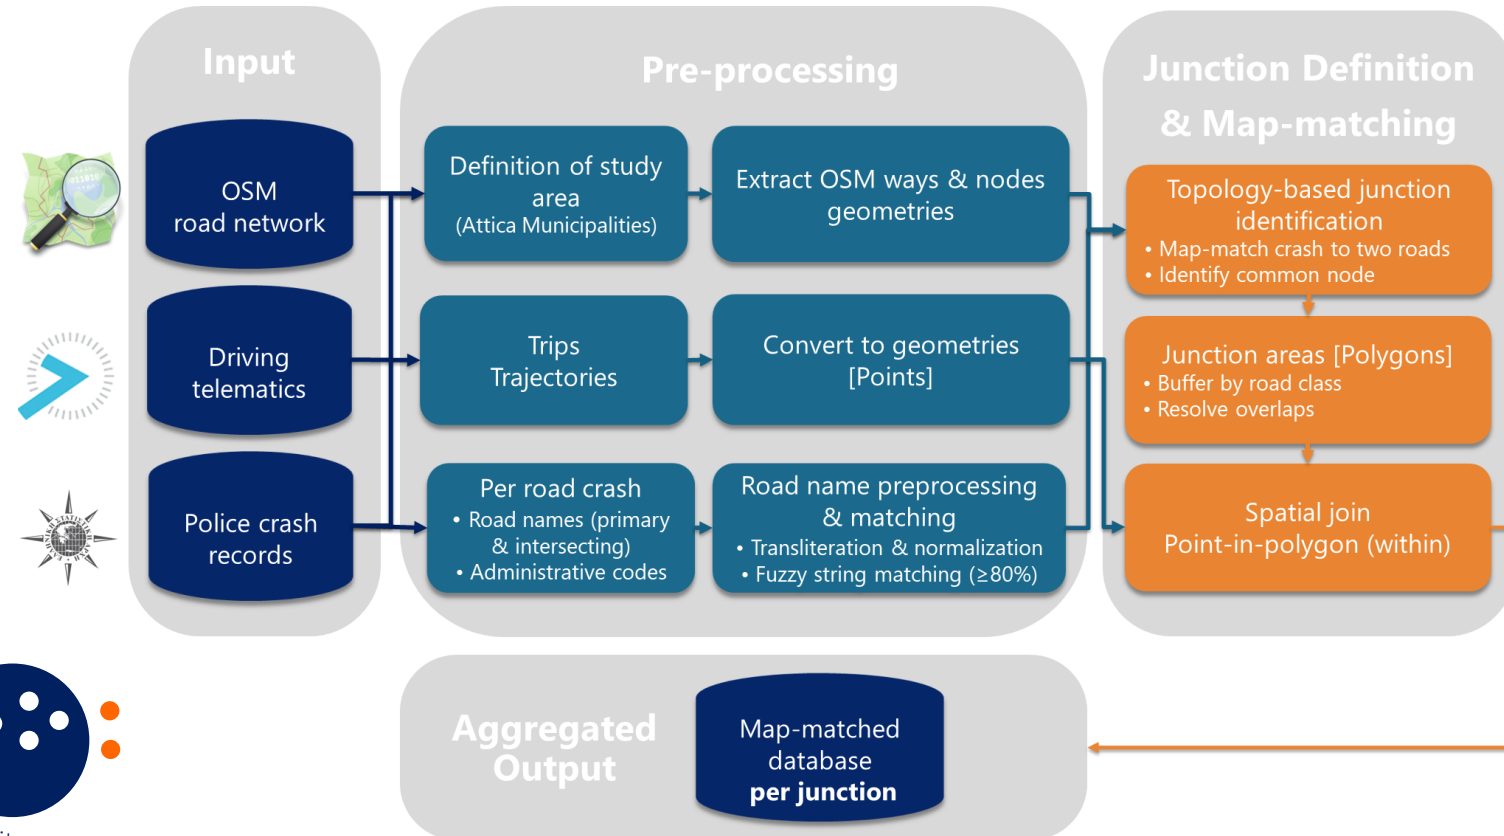 Input
OSM
road network
Driving
telematics
Police crash
records
Pre-processing
Definition of study
area
(Attica Municipalities)
Extract OSM ways & nodes
geometries
Trips
Trajectories
Convert to geometries
[Points]
Per road crash
• Road names (primary
& intersecting)
• Administrative codes
Road name preprocessing
& matching
• Transliteration & normalization
• Fuzzy string matching (≥80%)
Junction Definition
& Map-matching
Topology-based junction
identification
• Map-match crash to two roads
• Identify common node
Junction areas [Polygons]
• Buffer by road class
• Resolve overlaps
Spatial join
Point-in-polygon (within)
Aggregated
Output
Map-matched
database
per junction